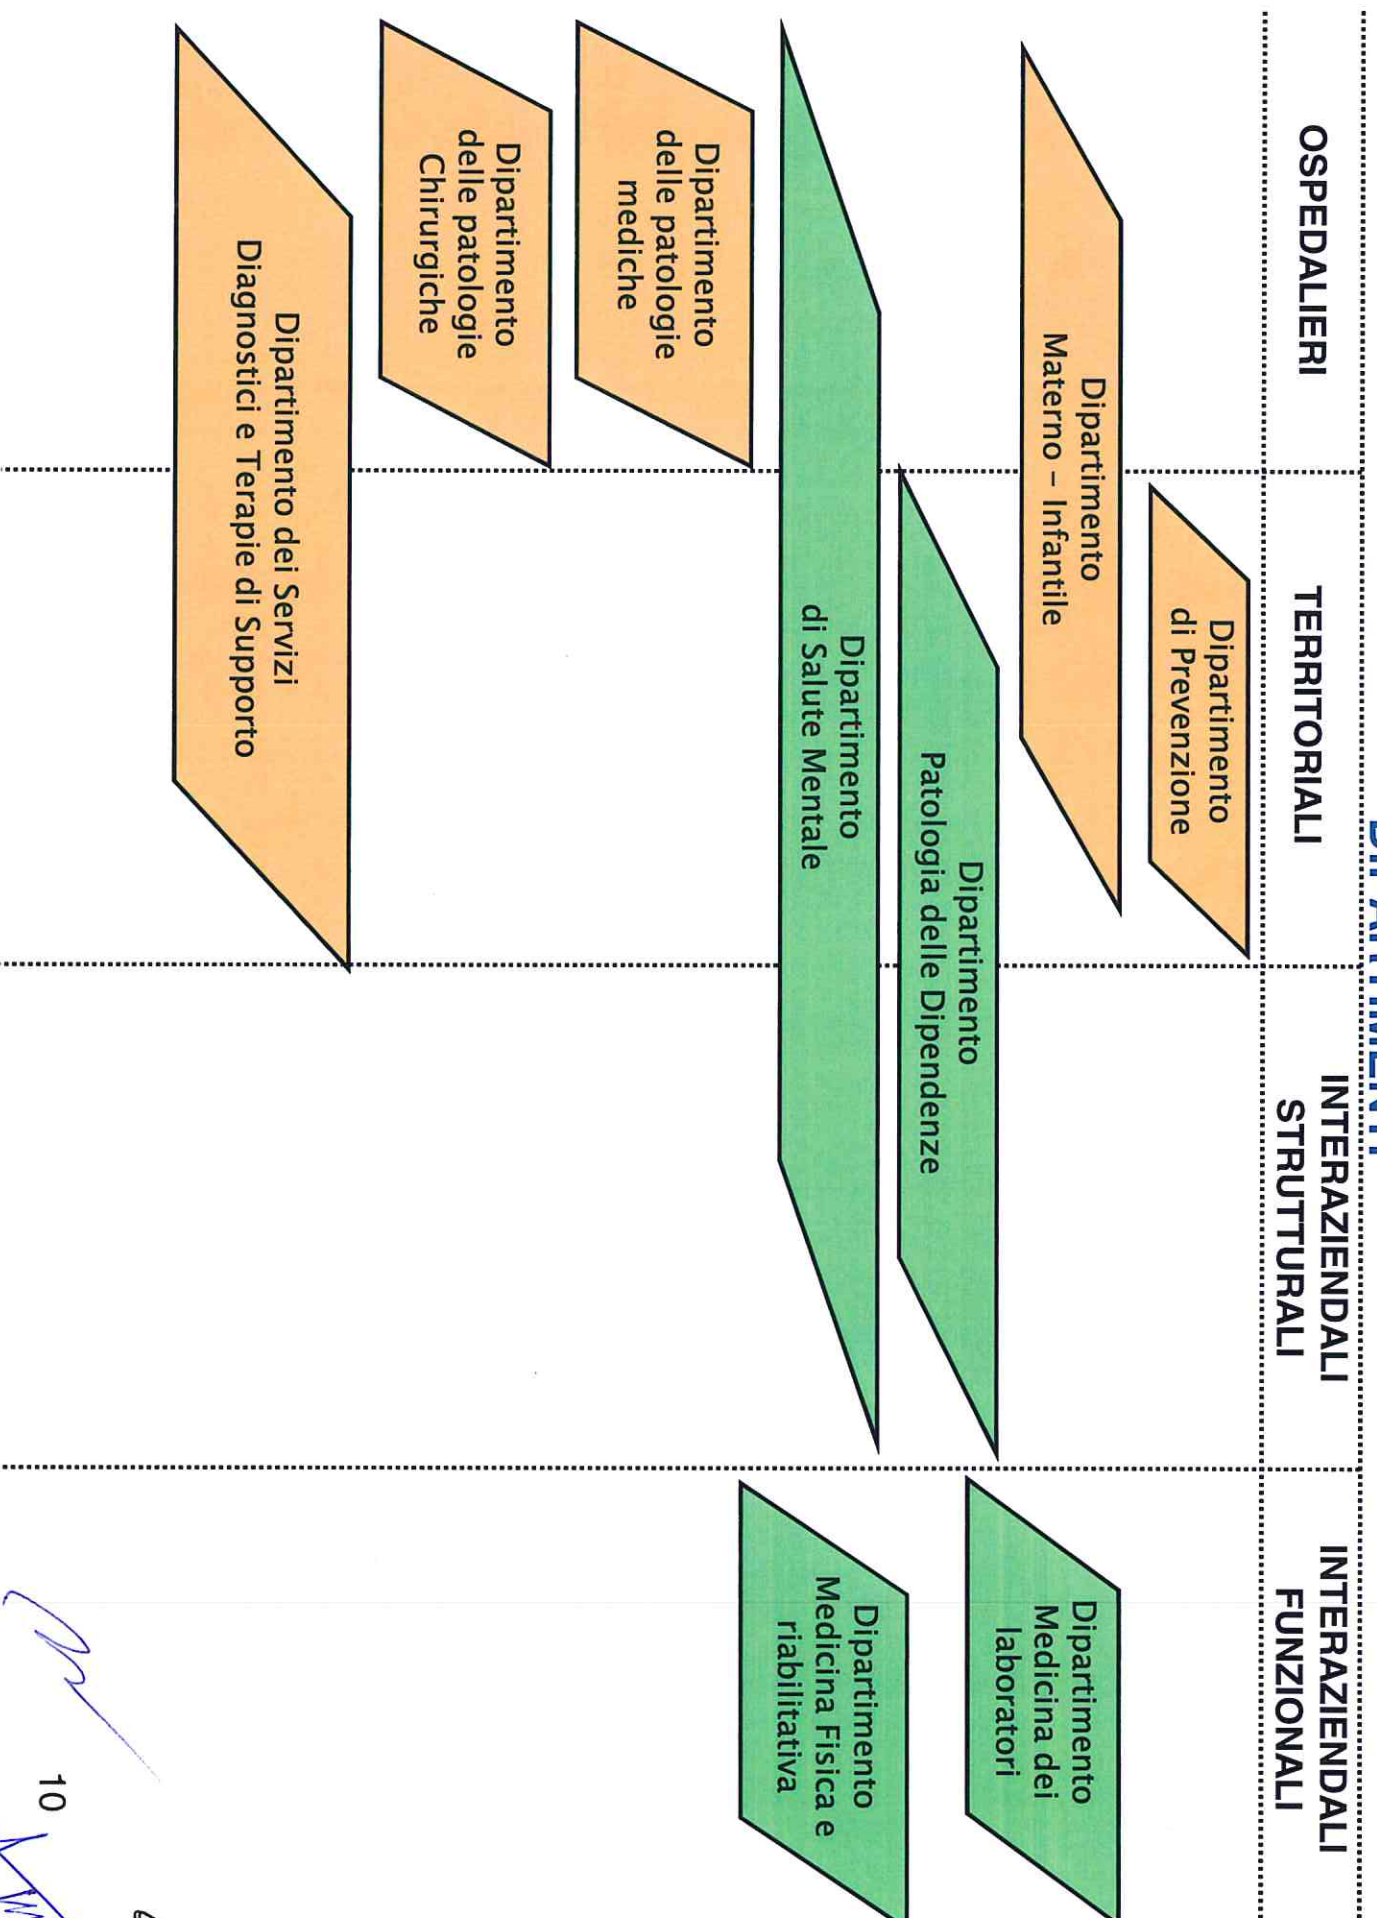 DIPARTIMENTI
OSPEDALIERI
TERRITORIALI
INTERAZIENDALI
STRUTTURALI
INTERAZIENDALI
FUNZIONALI
Dipartimento
di Prevenzione
Dipartimento
Materno – Infantile
Dipartimento
Medicina dei
laboratori
Dipartimento
Patologia delle Dipendenze
Dipartimento
di Salute Mentale
Dipartimento
Medicina Fisica e
riabilitativa
Dipartimento
delle patologie
mediche
Dipartimento
delle patologie
Chirurgiche
Dipartimento dei Servizi
Diagnostici e Terapie di Supporto
10